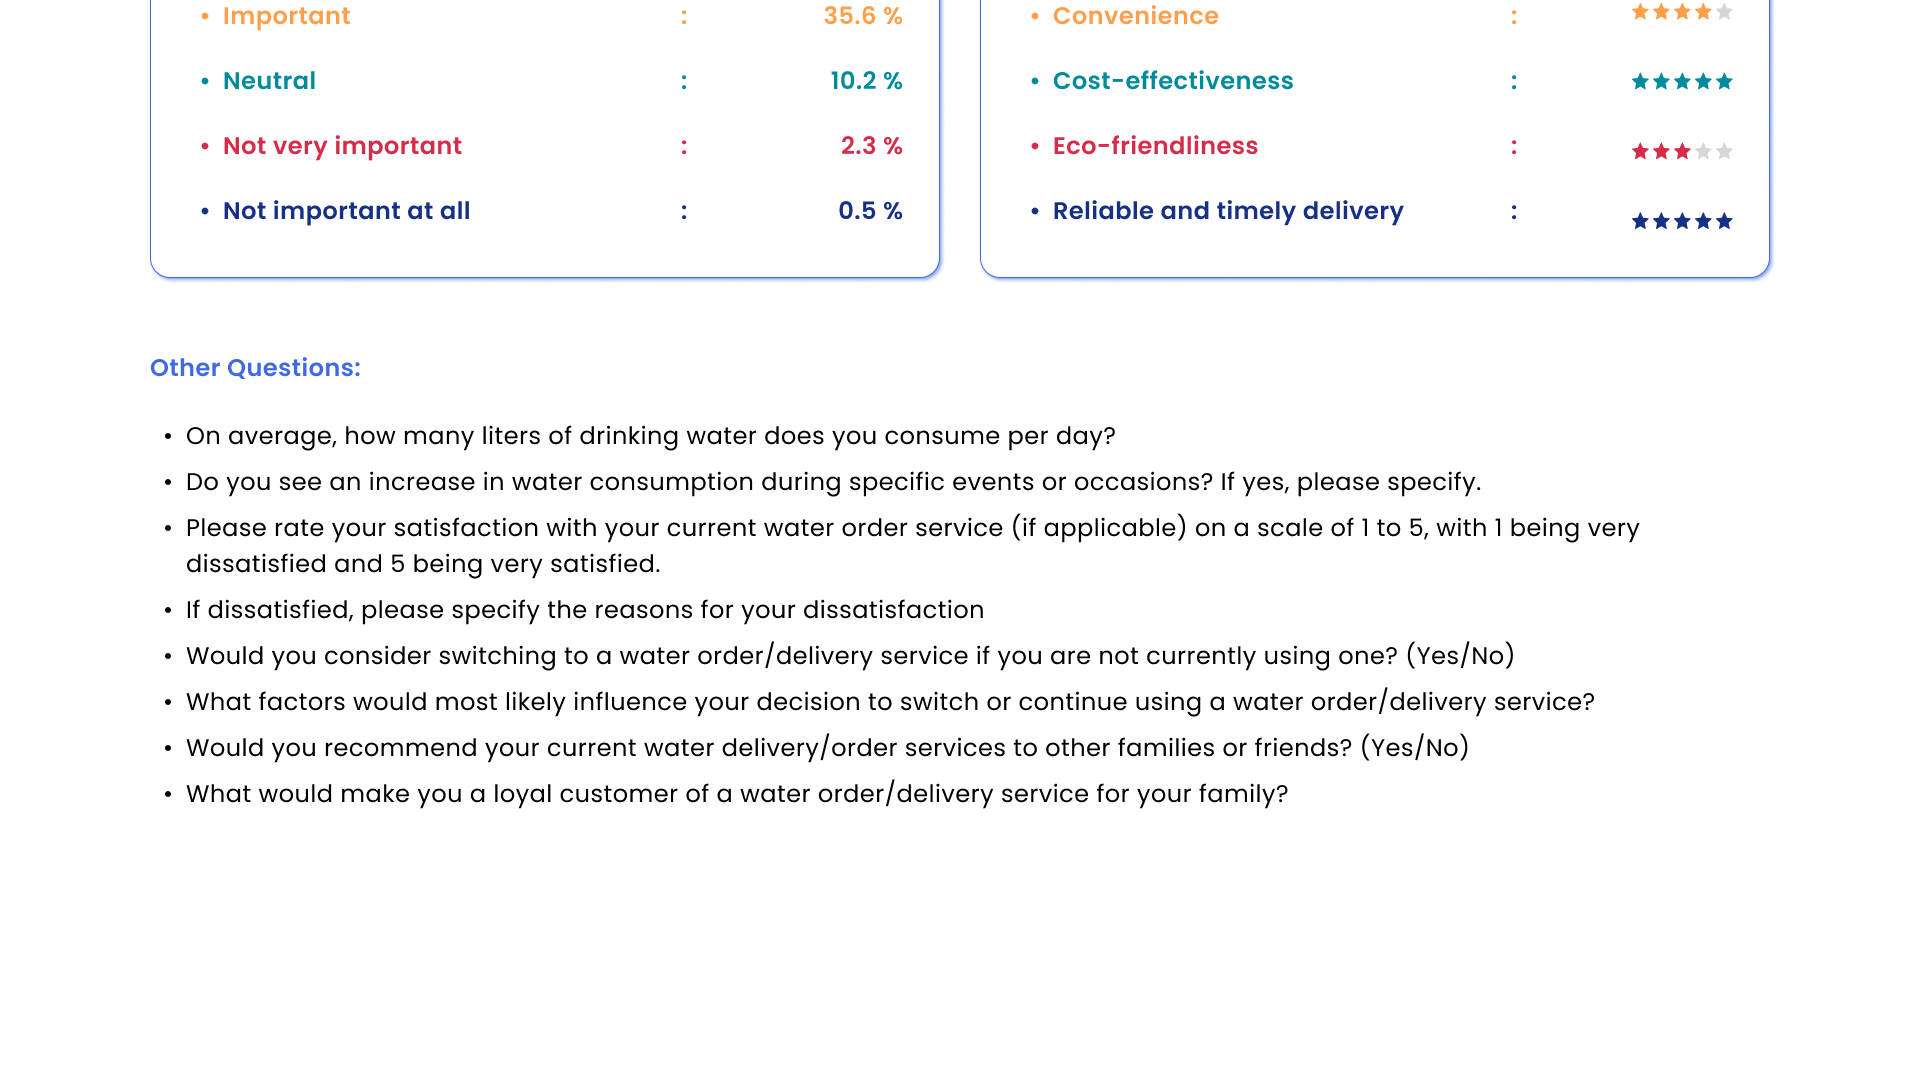 • Important : 35.6 %
• Neutral : 10.2 %
• Not very important : 2.3 %
• Not important at all : 0.5 %
• Convenience :
• Cost-effectiveness :
• Eco-friendliness :
• Reliable and timely delivery :
Other Questions:
• On average, how many liters of drinking water does you consume per day?
• Do you see an increase in water consumption during specific events or occasions? If yes, please specify.
• Please rate your satisfaction with your current water order service (if applicable) on a scale of 1 to 5, with 1 being very
dissatisfied and 5 being very satisfied.
• If dissatisfied, please specify the reasons for your dissatisfaction
• Would you consider switching to a water order/delivery service if you are not currently using one? (Yes/No)
• What factors would most likely influence your decision to switch or continue using a water order/delivery service?
• Would you recommend your current water delivery/order services to other families or friends? (Yes/No)
• What would make you a loyal customer of a water order/delivery service for your family?